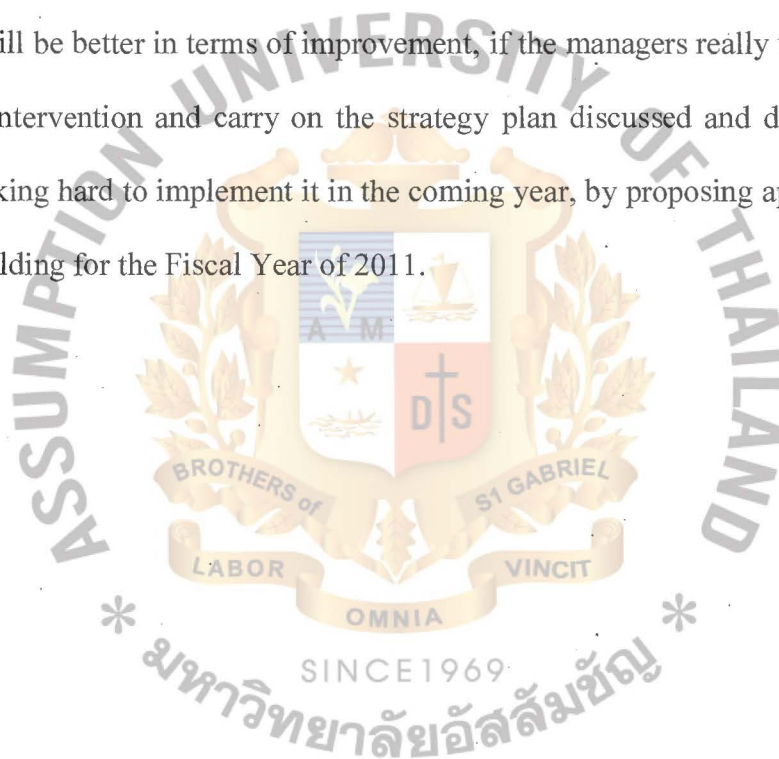 ill be better in terms of improvement, if the managers really
ntervention and carry on the strategy plan discussed and d
king hard to implement it in the coming year, by proposing ap
lding for the Fiscal Year of 2011.
ASSUMPTION UNIVERSITY OF THAILAND
A M
D S
BROTHERS of
S1 GABRIEL
LABOR
VINCIT
OMNIA
SINCE1969
* มหาวิทยาลัยอัสสัมชัญ *